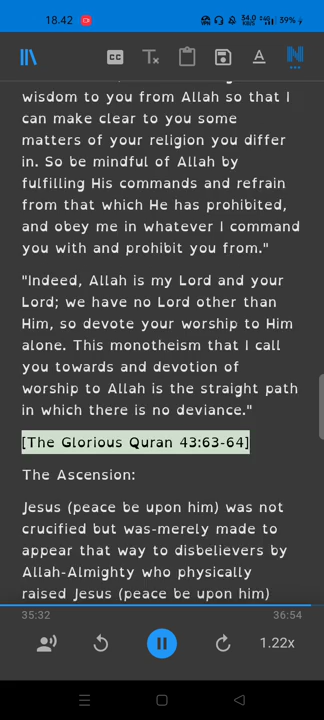 18.42
34.0
KB/S
59%
wisdom to you from Allah so that I
can make clear to you some
matters of your religion you differ
in. So be mindful of Allah by
fulfilling His commands and refrain
from that which He has prohibited,
and obey me in whatever I command
you with and prohibit you from."
"Indeed, Allah is my Lord and your
Lord; we have no Lord other than
Him, so devote your worship to Him
alone. This monotheism that I call
you towards and devotion of
worship to Allah is the straight path
in which there is no deviance."
[The Glorious Quran 43:63-64]
The Ascension:
Jesus (peace be upon him) was not
crucified but was-merely made to
appear that way to disbelievers by
Allah-Almighty who physically
raised Jesus (peace be upon him)
35:32
36:54
1.22x